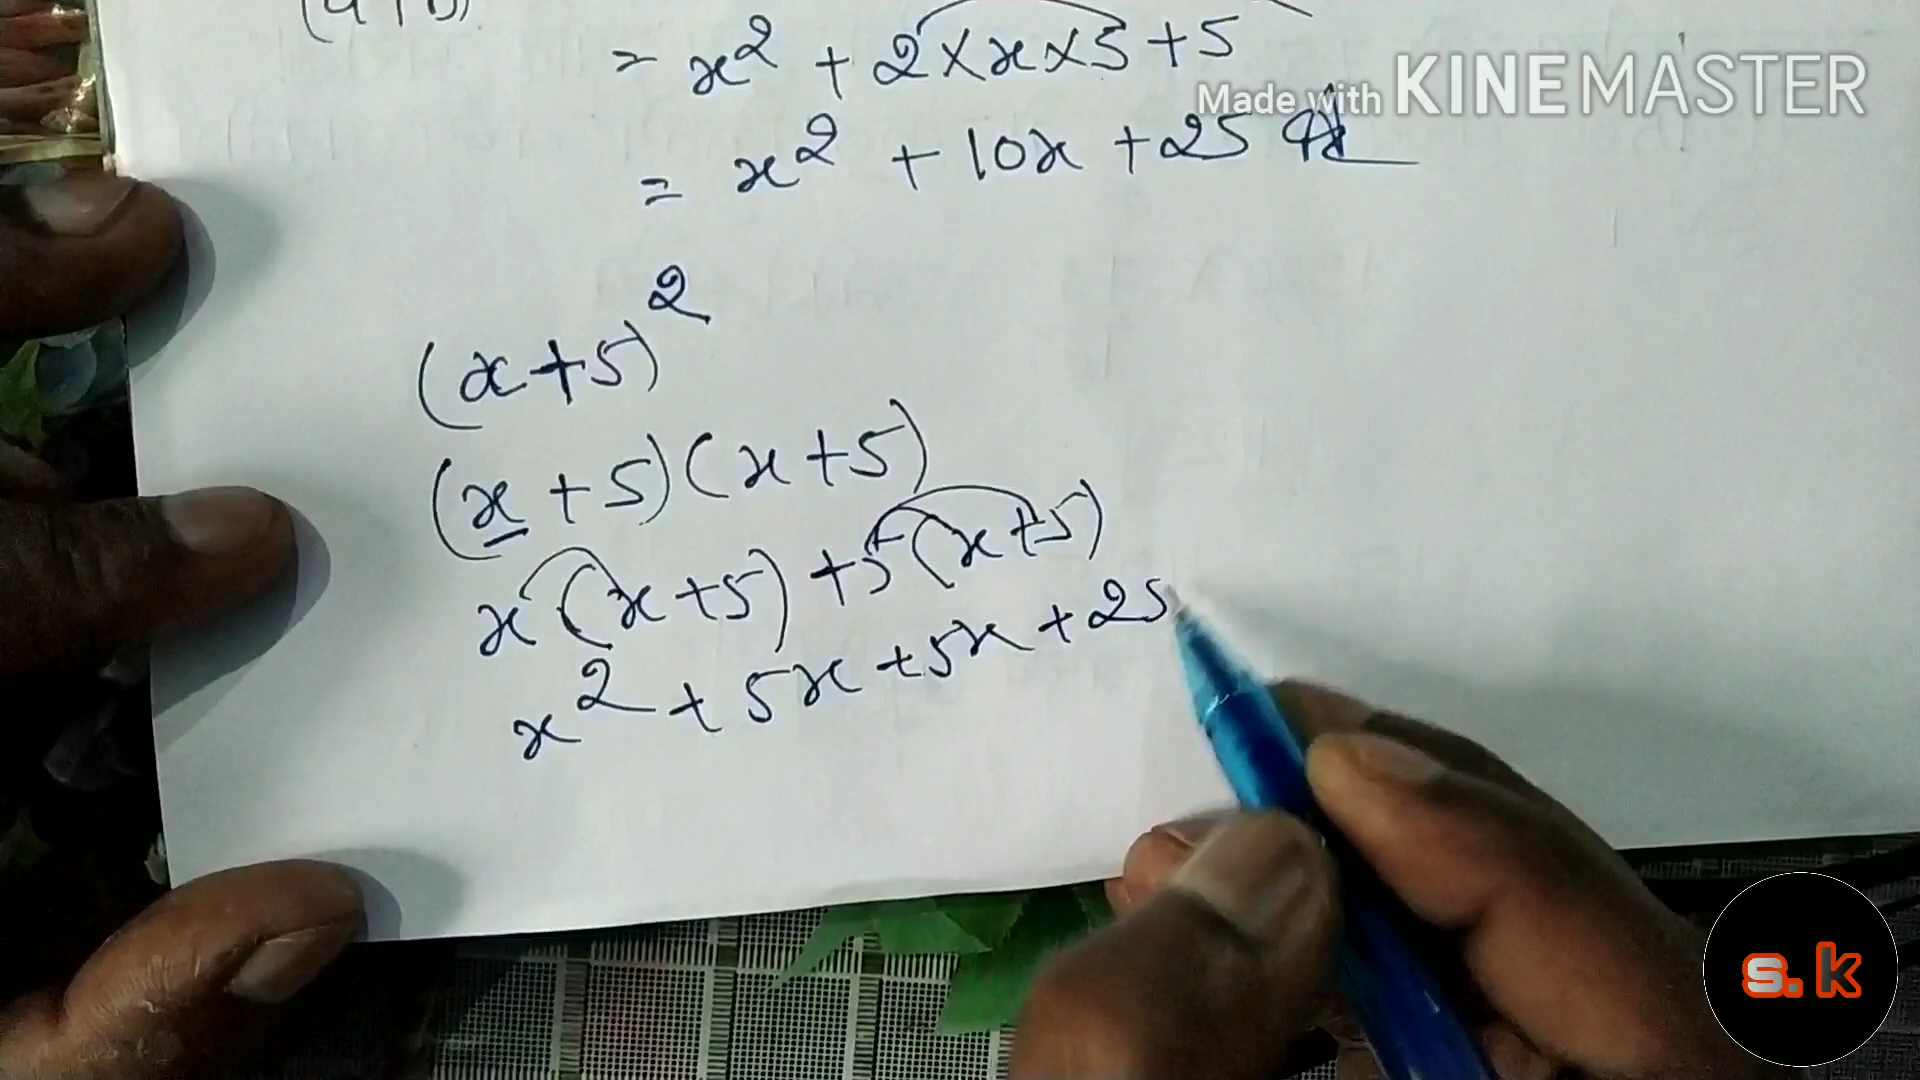 = x² + 2×x×5 + 5
Made with KINEMASTER
= x² + 10x + 25
(x+5)²
(x + 5)(x+5)
x(x+5) +5(x+5)
x² + 5x +5x +25
s.k